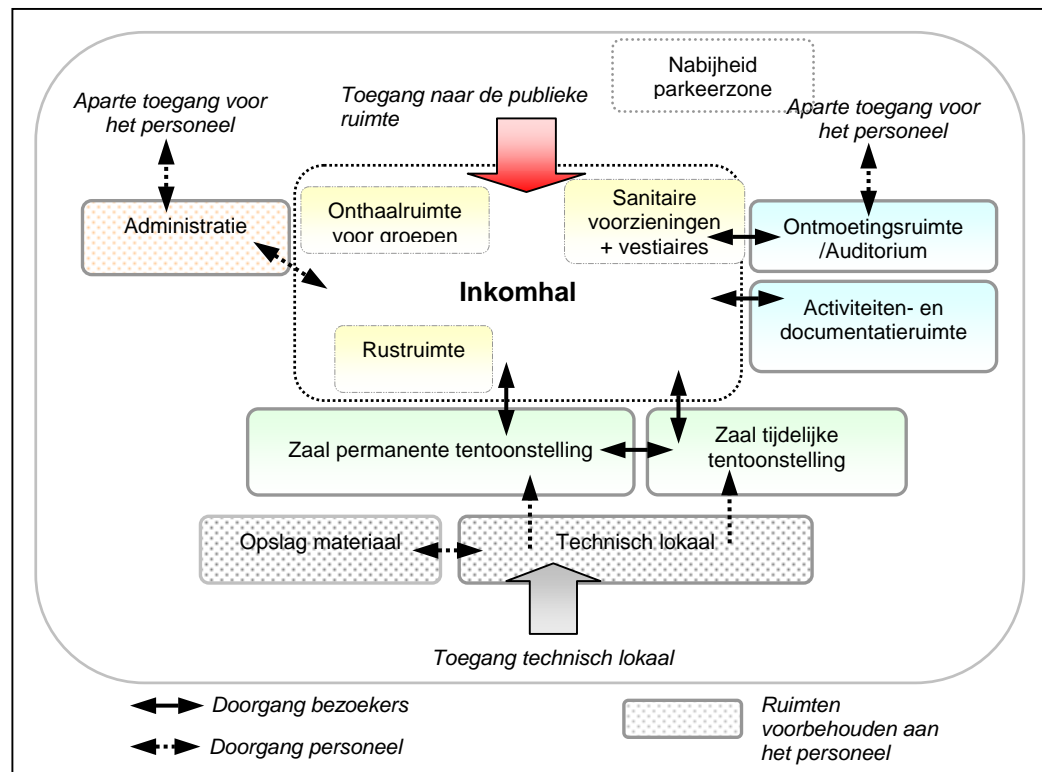 Nabijheid
parkeerzone
Aparte toegang voor
het personeel
Toegang naar de publieke
ruimte
Aparte toegang voor
het personeel
Administratie
Onthaalruimte
voor groepen
Sanitaire
voorzieningen
+ vestiaires
Ontmoetingsruimte
/Auditorium
Inkomhal
Activiteiten- en
documentatieruimte
Rustruimte
Zaal permanente tentoonstelling
Zaal tijdelijke
tentoonstelling
Opslag materiaal
Technisch lokaal
Toegang technisch lokaal
Doorgang bezoekers
Doorgang personeel
Ruimten
voorbehouden aan
het personeel